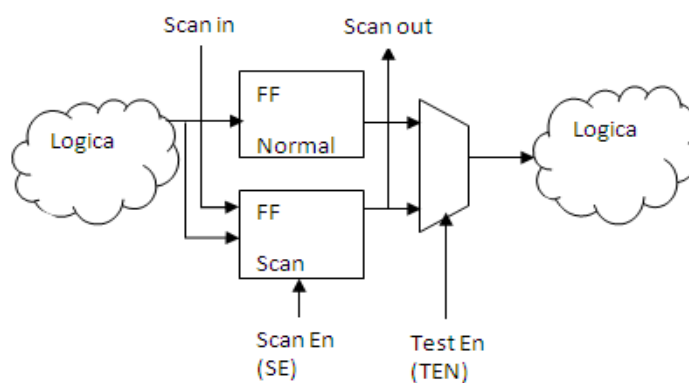 Scan in
Scan out
FF
Normal
Logica
Logica
FF
Scan
Scan En
(SE)
Test En
(TEN)